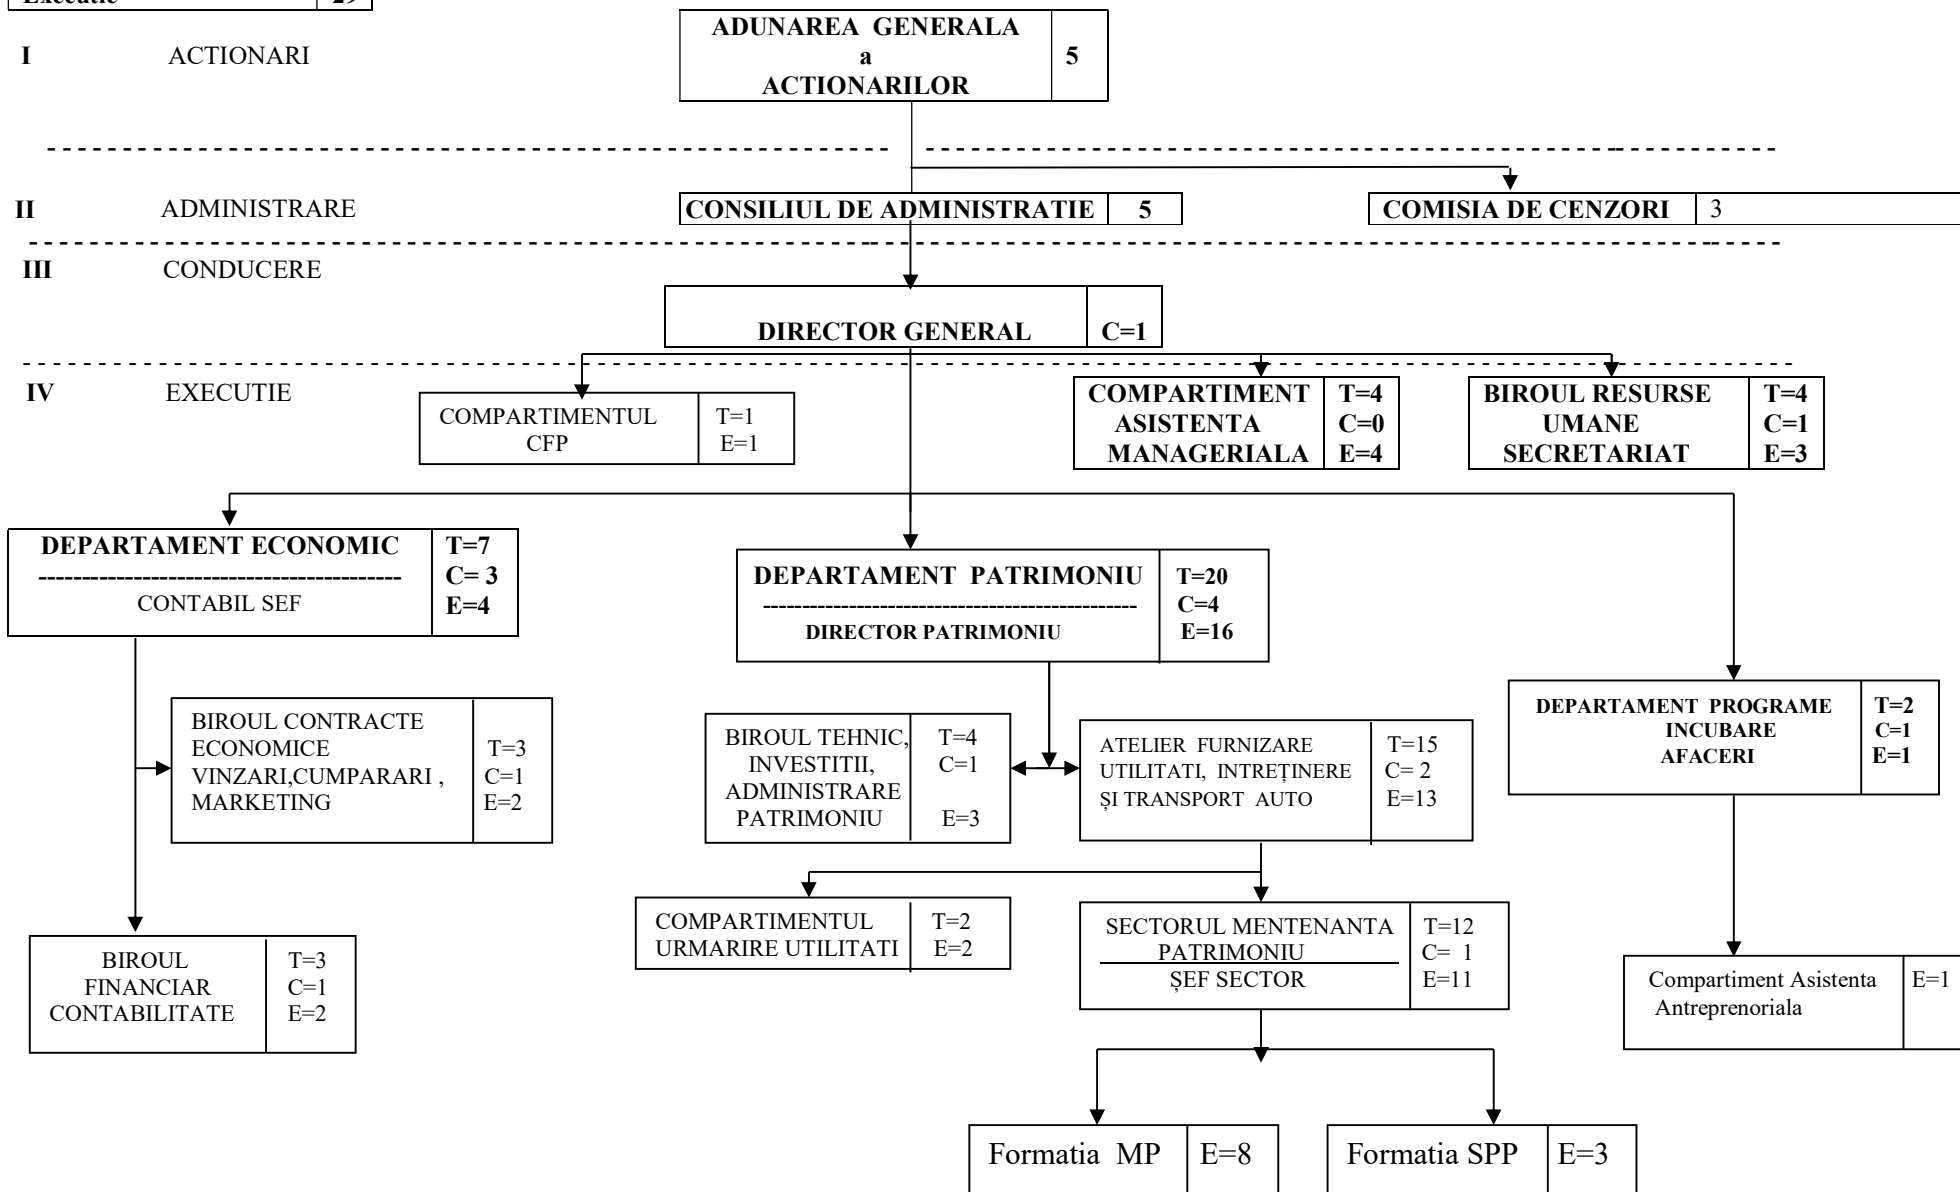 Executie 29
I ACTIONARI
ADUNAREA GENERALA
a
ACTIONARILOR
5
II ADMINISTRARE
CONSILIUL DE ADMINISTRATIE 5
COMISIA DE CENZORI 3
III CONDUCERE
DIRECTOR GENERAL C=1
IV EXECUTIE
COMPARTIMENTUL
CFP
T=1
E=1
COMPARTIMENT
ASISTENTA
MANAGERIALA
T=4
C=0
E=4
BIROUL RESURSE
UMANE
SECRETARIAT
T=4
C=1
E=3
DEPARTAMENT ECONOMIC
CONTABIL SEF
T=7
C= 3
E=4
DEPARTAMENT PATRIMONIU
DIRECTOR PATRIMONIU
T=20
C=4
E=16
DEPARTAMENT PROGRAME
INCUBARE
AFACERI
T=2
C=1
E=1
BIROUL CONTRACTE
ECONOMICE
VINZARI,CUMPARARI ,
MARKETING
T=3
C=1
E=2
BIROUL TEHNIC,
INVESTITII,
ADMINISTRARE
PATRIMONIU
T=4
C=1
E=3
ATELIER FURNIZARE
UTILITATI, INTREȚINERE
ȘI TRANSPORT AUTO
T=15
C= 2
E=13
COMPARTIMENTUL
URMARIRE UTILITATI
T=2
E=2
SECTORUL MENTENANTA
PATRIMONIU
ȘEF SECTOR
T=12
C= 1
E=11
BIROUL
FINANCIAR
CONTABILITATE
T=3
C=1
E=2
Compartiment Asistenta
Antreprenoriala
E=1
Formatia MP E=8
Formatia SPP E=3